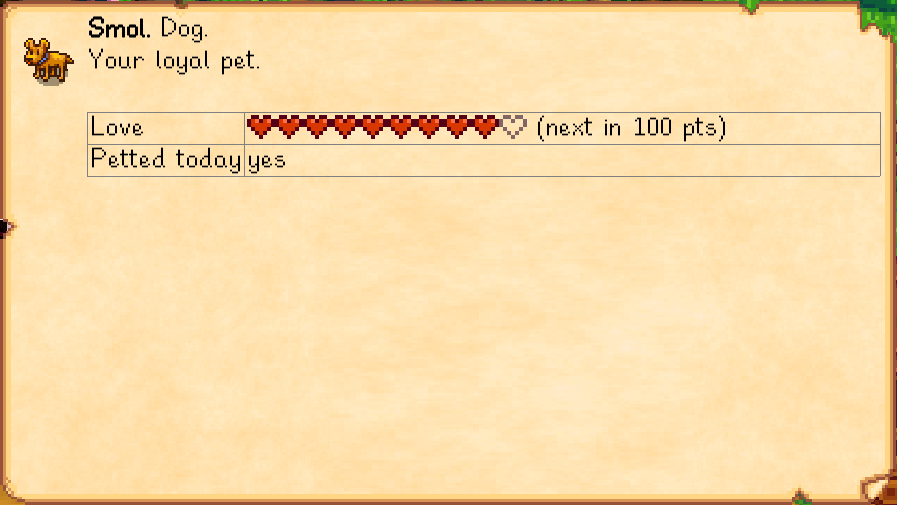 Smol. Dog.
Your loyal pet.
Love (next in 100 pts)
Petted today yes